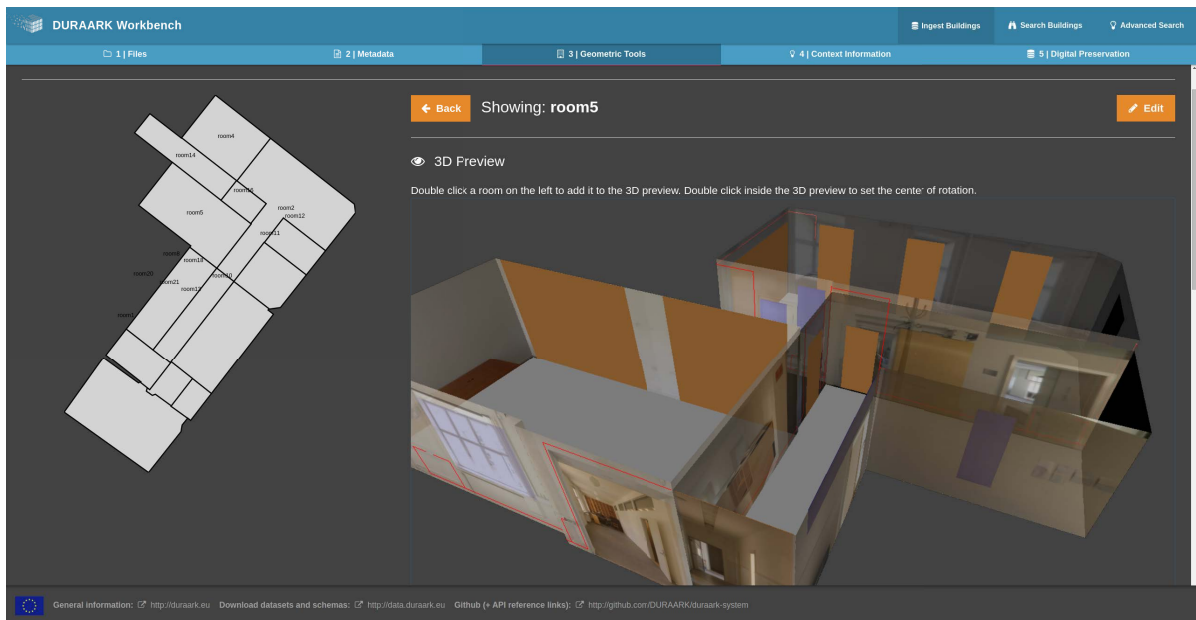 DURAARK Workbench
Ingest Buildings
Search Buildings
Advanced Search
1 | Files
2 | Metadata
3 | Geometric Tools
4 | Context Information
5 | Digital Preservation
Back
Showing: room5
Edit
3D Preview
Double click a room on the left to add it to the 3D preview. Double click inside the 3D preview to set the center of rotation.
room4
room14
room16
room2
room5
room12
room11
room18
room20
room10
room21
room1
General information: http://duraark.eu Download datasets and schemas: http://data.duraark.eu Github (+ API reference links): http://github.com/DURAARK/duraark-system